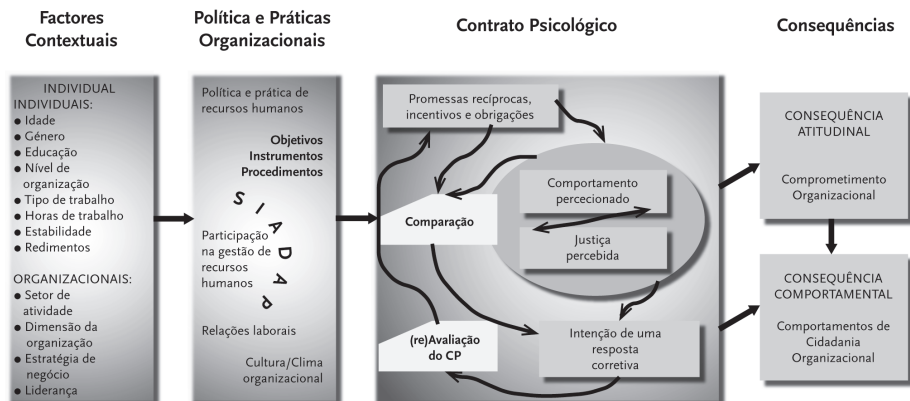 Factores
Contextuais
Política e Práticas
Organizacionais
Contrato Psicológico
Consequências
INDIVIDUAL
INDIVIDUAIS:
● Idade
● Género
● Educação
● Nível de
organização
● Tipo de trabalho
● Horas de trabalho
● Estabilidade
● Redimentos
ORGANIZACIONAIS:
● Setor de
atividade
● Dimensão da
organização
● Estratégia de
negócio
● Liderança
Política e prática de
recursos humanos
Objetivos
Instrumentos
Procedimentos
SIADAP
Participação
na gestão de
recursos
humanos
Relações laborais
Cultura/Clima
organizacional
Promessas recíprocas,
incentivos e obrigações
Comparação
Comportamento
percecionado
Justiça
percebida
(re)Avaliação
do CP
Intenção de uma
resposta
corretiva
CONSEQUÊNCIA
ATITUDINAL
Comprometimento
Organizacional
CONSEQUÊNCIA
COMPORTAMENTAL
Comportamentos de
Cidadania
Organizacional